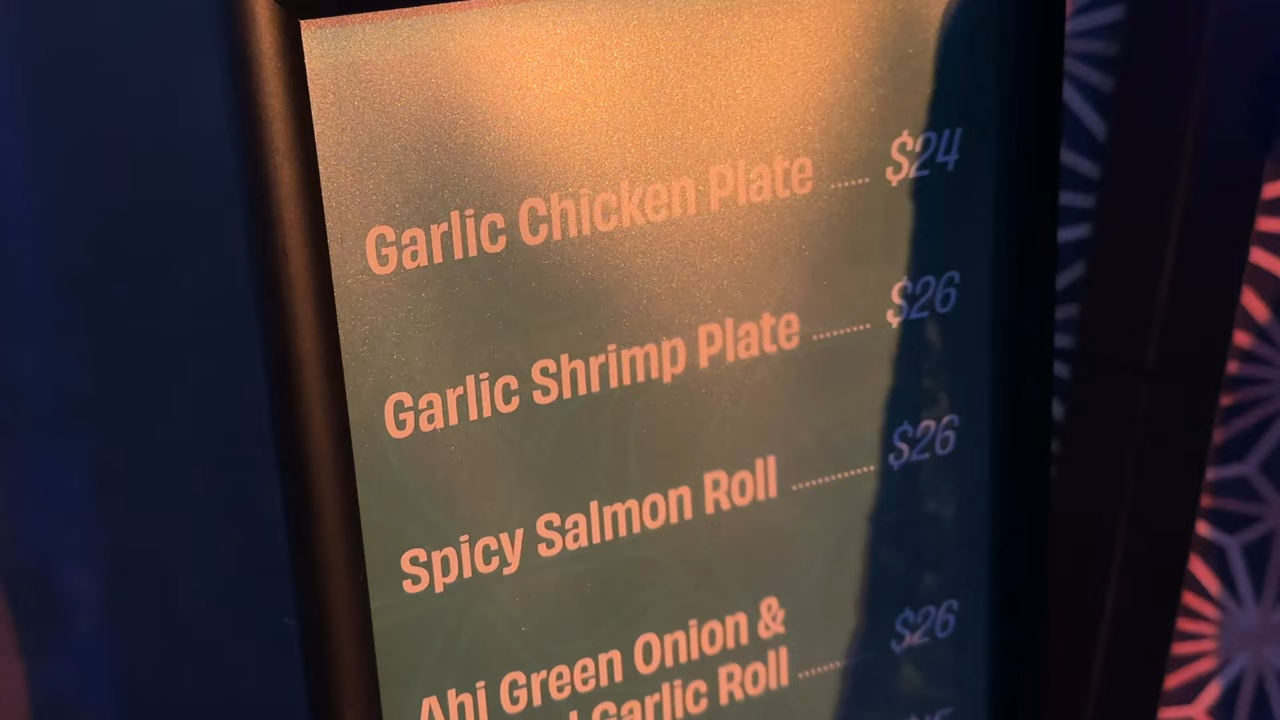 Garlic Chicken Plate ...... $24
Garlic Shrimp Plate ......... $26
Spicy Salmon Roll ............. $26
Ahi Green Onion &
Garlic Roll ............ $26